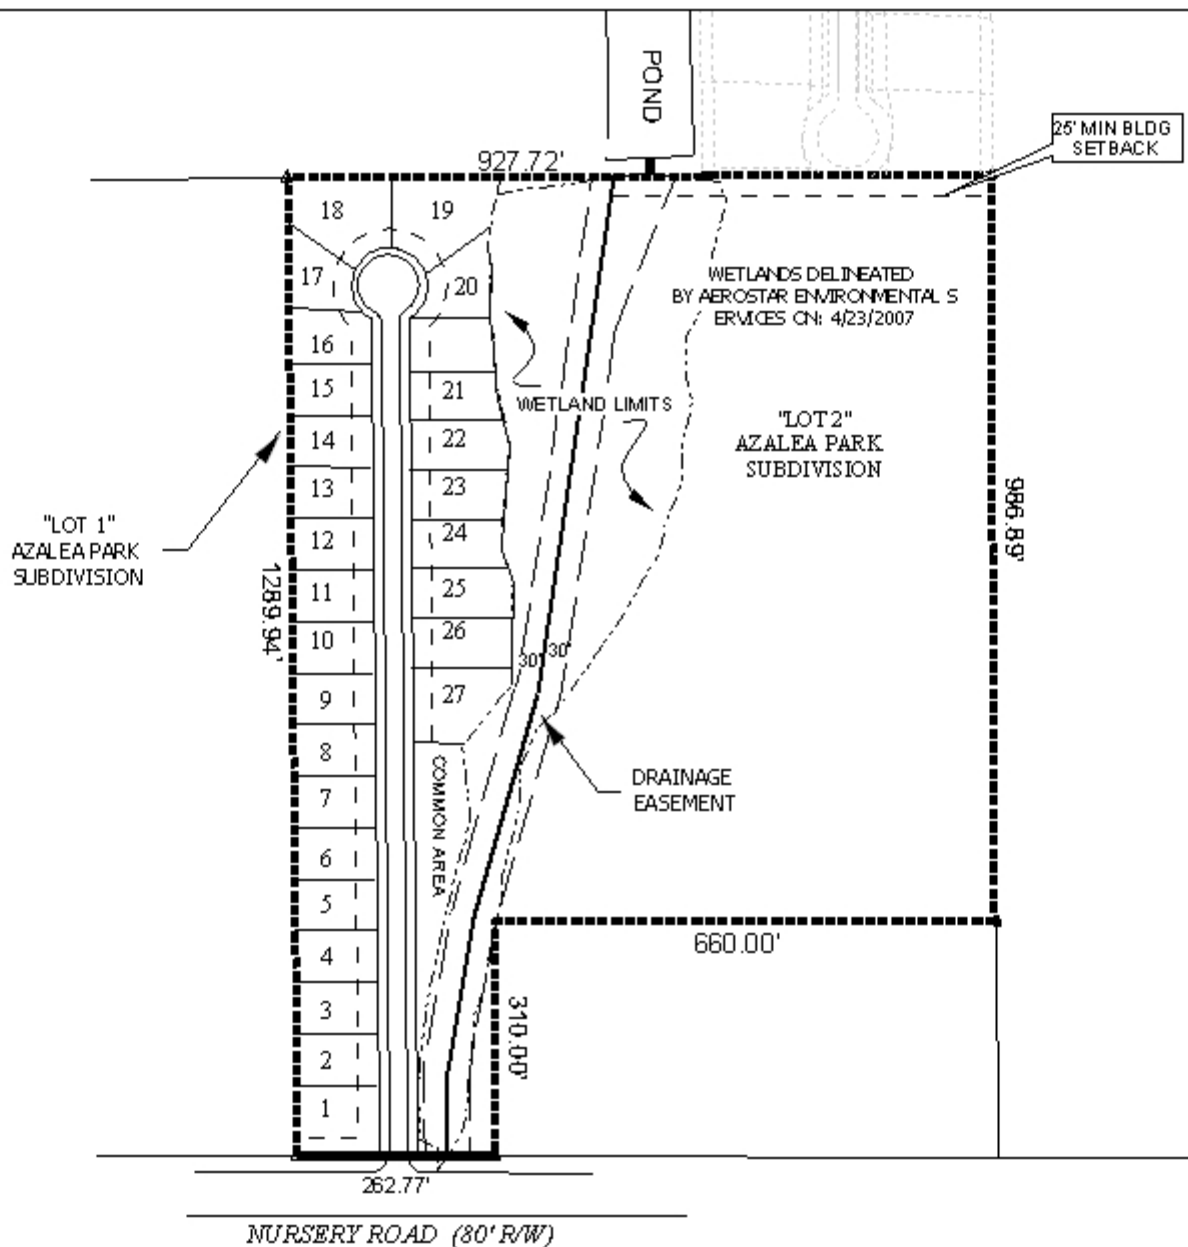 POND
25' MIN BLDG
SETBACK
927.72'
18
19
17
20
WETLANDS DELINEATED
BY AEROSTAR ENVIRONMENTAL S
ERVICES ON: 4/23/2007
16
15
21
WETLAND LIMITS
"LOT 2"
AZALEA PARK
SUBDIVISION
14
22
13
23
986.89'
"LOT 1"
AZALEA PARK
SUBDIVISION
12
24
1289.94'
11
25
10
26
30'
30'
9
27
8
COMMON AREA
DRAINAGE
EASEMENT
7
6
5
660.00'
4
3
310.00'
2
1
262.77'
NURSERY ROAD (80' R/W)